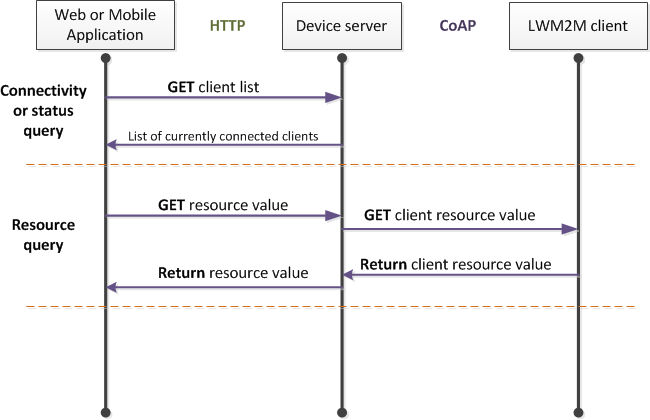 Web or Mobile
Application
HTTP
Device server
CoAP
LWM2M client
Connectivity
or status
query
GET client list
List of currently connected clients
Resource
query
GET resource value
GET client resource value
Return client resource value
Return resource value